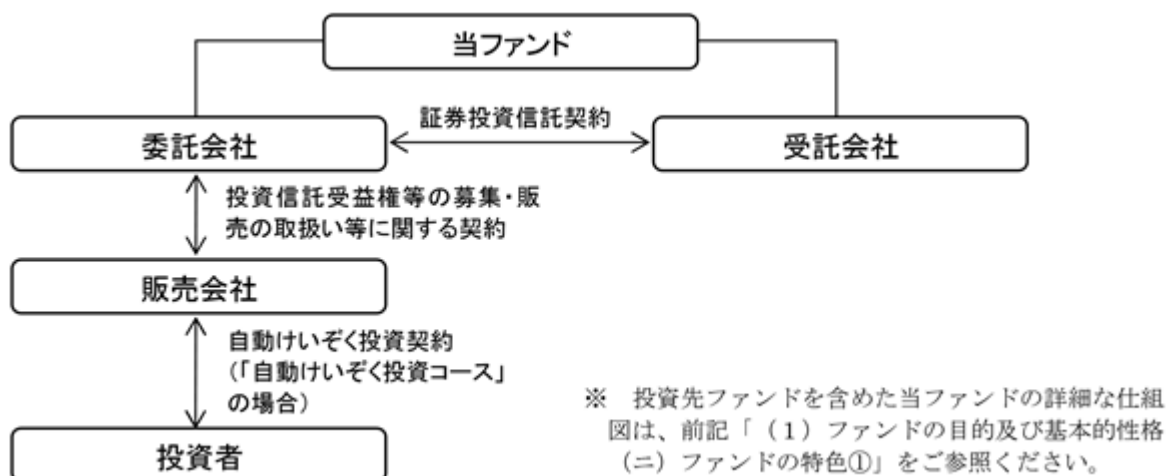 当ファンド
証券投資信託契約
委託会社
受託会社
投資信託受益権等の募集・販
売の取扱い等に関する契約
販売会社
自動けいぞく投資契約
(「自動けいぞく投資コース」
の場合)
投資者
※ 投資先ファンドを含めた当ファンドの詳細な仕組
図は、前記「（1）ファンドの目的及び基本的性格
（ニ）ファンドの特色①」をご参照ください。